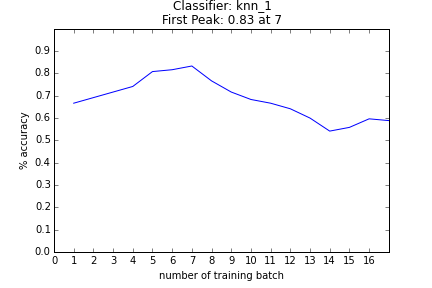 Classifier: knn_1
First Peak: 0.83 at 7
0.9
0.8
0.7
0.6
0.5
0.4
0.3
0.2
0.1
0.0
% accuracy
0 1 2 3 4 5 6 7 8 9 10 11 12 13 14 15 16
number of training batch